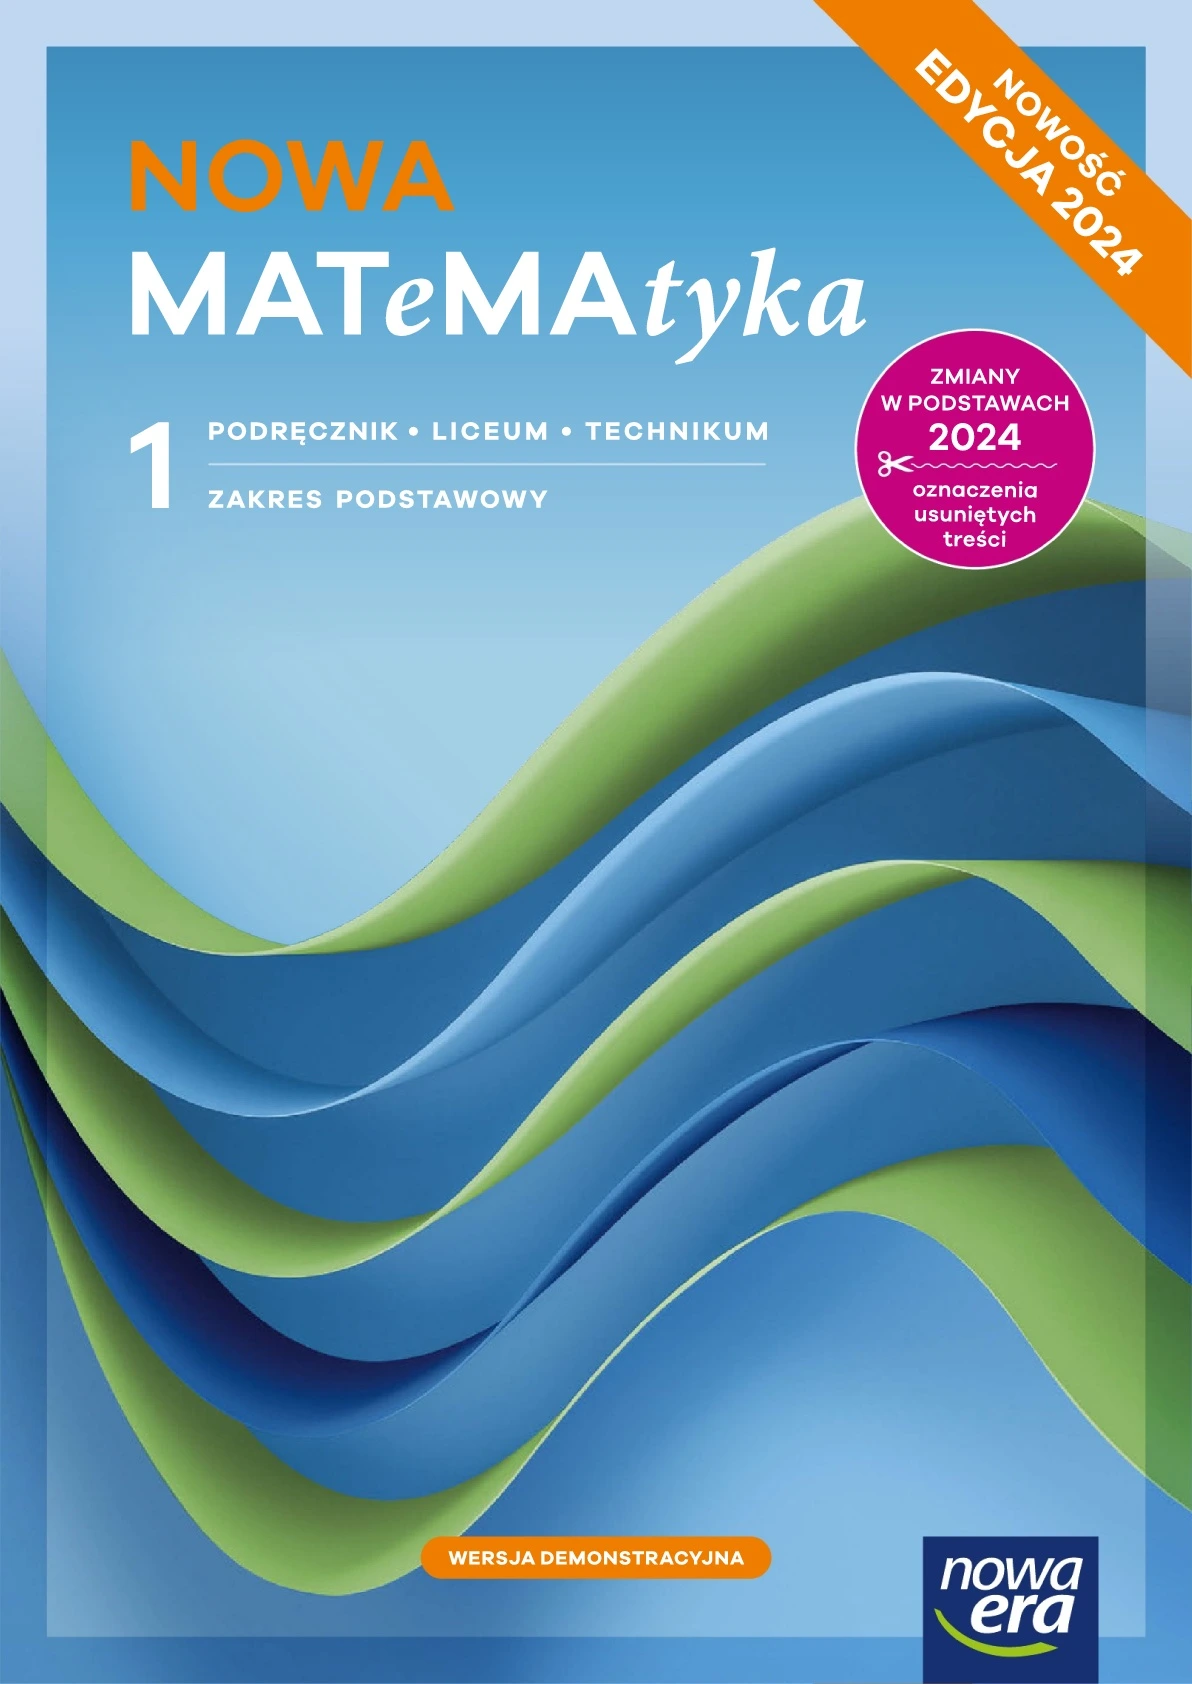 NOWOŚĆ
EDYCJA 2024
NOWA
MATeMAtyka
1
PODRĘCZNIK • LICEUM • TECHNIKUM
ZAKRES PODSTAWOWY
ZMIANY
W PODSTAWACH
2024
oznaczenia
usuniętych
treści
WERSJA DEMONSTRACYJNA
nowa
era